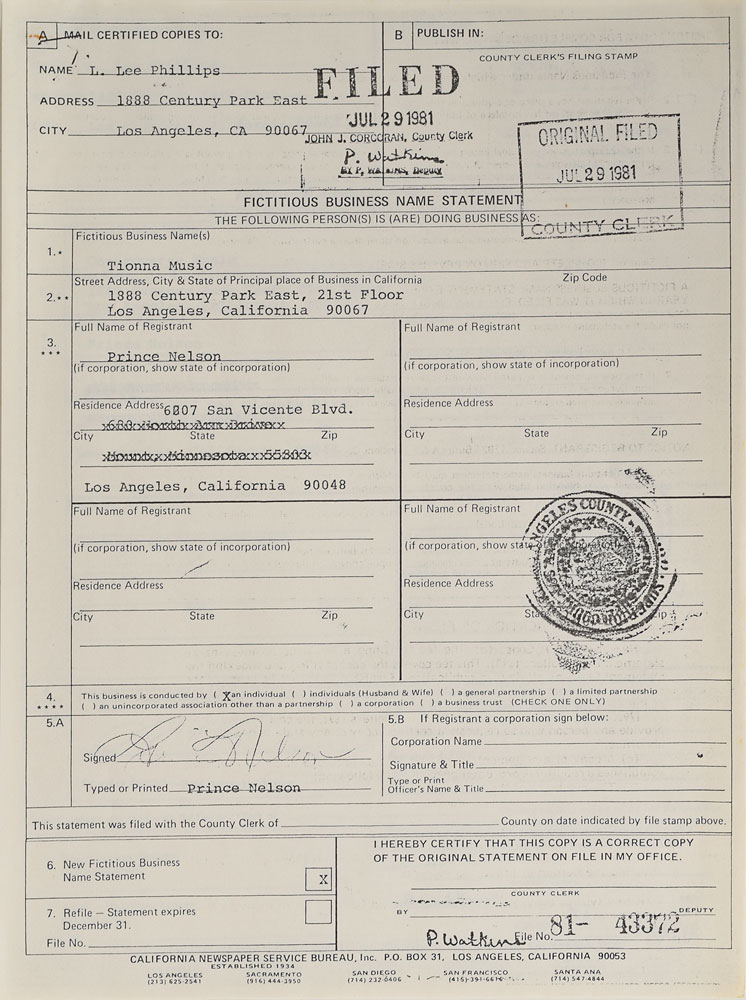 A MAIL CERTIFIED COPIES TO:
B PUBLISH IN:
COUNTY CLERK'S FILING STAMP
NAME L. Lee Phillips
ADDRESS 1888 Century Park East
CITY Los Angeles, CA 90067
FILED
JUL 29 1981
JOHN J. CORCORAN, County Clerk
P. Watkins
BY P. WATKINS, Deputy
ORIGINAL FILED
JUL 29 1981
COUNTY CLERK
FICTITIOUS BUSINESS NAME STATEMENT
THE FOLLOWING PERSON(S) IS (ARE) DOING BUSINESS AS:
1.* Fictitious Business Name(s)
Tionna Music
2.** Street Address, City & State of Principal place of Business in California Zip Code
1888 Century Park East, 21st Floor
Los Angeles, California 90067
3. ***
Full Name of Registrant
Prince Nelson
(if corporation, show state of incorporation)
Residence Address 6807 San Vicente Blvd.
City State Zip
Los Angeles, California 90048
Full Name of Registrant
(if corporation, show state of incorporation)
Residence Address
City State Zip
Full Name of Registrant
(if corporation, show state of incorporation)
Residence Address
City State Zip
Full Name of Registrant
(if corporation, show state
Residence Address
City
ANGELES COUNTY
SUPERIOR
4. ****
This business is conducted by ( X an individual ( ) individuals (Husband & Wife) ( ) a general partnership ( ) a limited partnership
( ) an unincorporated association other than a partnership ( ) a corporation ( ) a business trust (CHECK ONE ONLY)
5.A
Signed Nelson
Typed or Printed Prince Nelson
5.B If Registrant a corporation sign below:
Corporation Name
Signature & Title
Type or Print
Officer's Name & Title
This statement was filed with the County Clerk of County on date indicated by file stamp above.
6. New Fictitious Business
Name Statement X
7. Refile – Statement expires
December 31.
File No.
I HEREBY CERTIFY THAT THIS COPY IS A CORRECT COPY
OF THE ORIGINAL STATEMENT ON FILE IN MY OFFICE.
COUNTY CLERK
BY DEPUTY
P. Watkins File No. 81- 43372
CALIFORNIA NEWSPAPER SERVICE BUREAU, Inc. P.O. BOX 31, LOS ANGELES, CALIFORNIA 90053
ESTABLISHED 1934
LOS ANGELES SACRAMENTO SAN DIEGO SAN FRANCISCO SANTA ANA
(213) 625-2541 (916) 444-3950 (714) 232-0406 (714) 547-4844